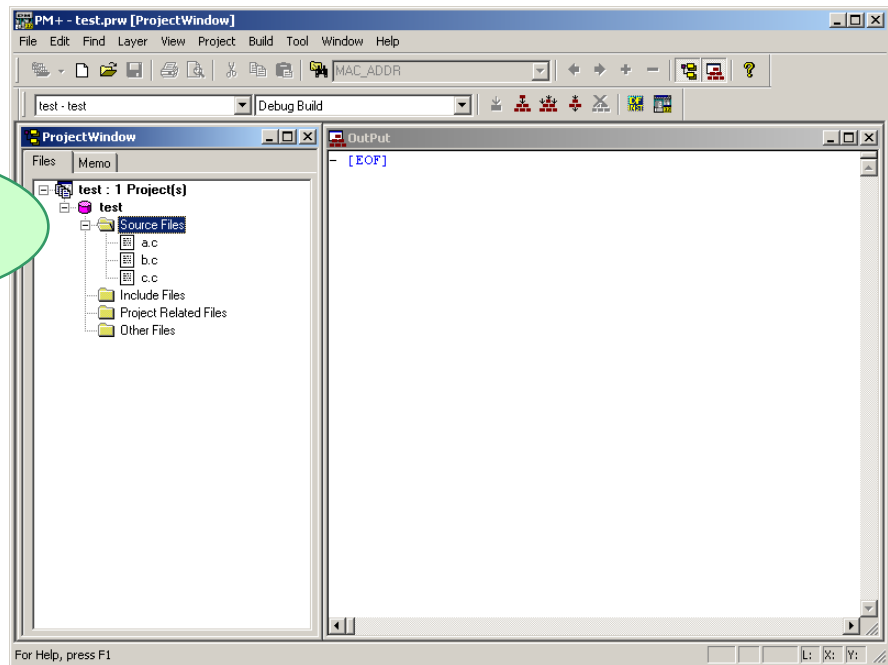 PM+ - test.prw [ProjectWindow]
File Edit Find Layer View Project Build Tool Window Help
MAC_ADDR
test - test
Debug Build
ProjectWindow
OutPut
Files
Memo
[EOF]
test : 1 Project(s)
test
Source Files
a.c
b.c
c.c
Include Files
Project Related Files
Other Files
For Help, press F1
L: X: Y: